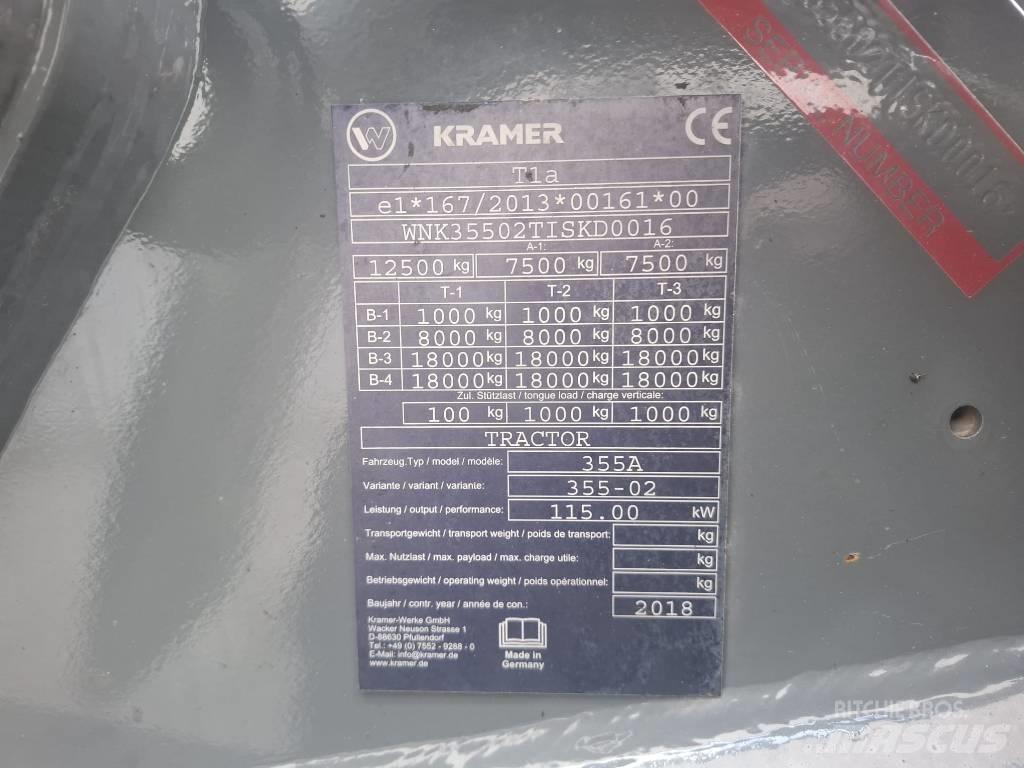 KRAMER CE
T1a
e1*167/2013*00161*00
WNK35502TISKD0016
A-1: A-2:
12500 kg 7500 kg 7500 kg
T-1 T-2 T-3
B-1 1000 kg 1000 kg 1000 kg
B-2 8000 kg 8000 kg 8000 kg
B-3 18000 kg 18000 kg 18000 kg
B-4 18000 kg 18000 kg 18000 kg
Zul. Stützlast / tongue load / charge verticale:
100 kg 1000 kg 1000 kg
TRACTOR
Fahrzeug.Typ / model / modèle: 355A
Variante / variant / variante: 355-02
Leistung / output / performance: 115.00 kW
Transportgewicht / transport weight / poids de transport: kg
Max. Nutzlast / max. payload / max. charge utile: kg
Betriebsgewicht / operating weight / poids opérationnel: kg
Baujahr / contr. year / année de con.: 2018
Kramer-Werke GmbH
Wacker Neuson Strasse 1
D-88630 Pfullendorf
Tel.: +49 (0) 7552 - 9288 - 0
E-Mail: info@kramer.de
www.kramer.de
Made in
Germany
NUMBER
RITCHIE BROS.
MASCUS